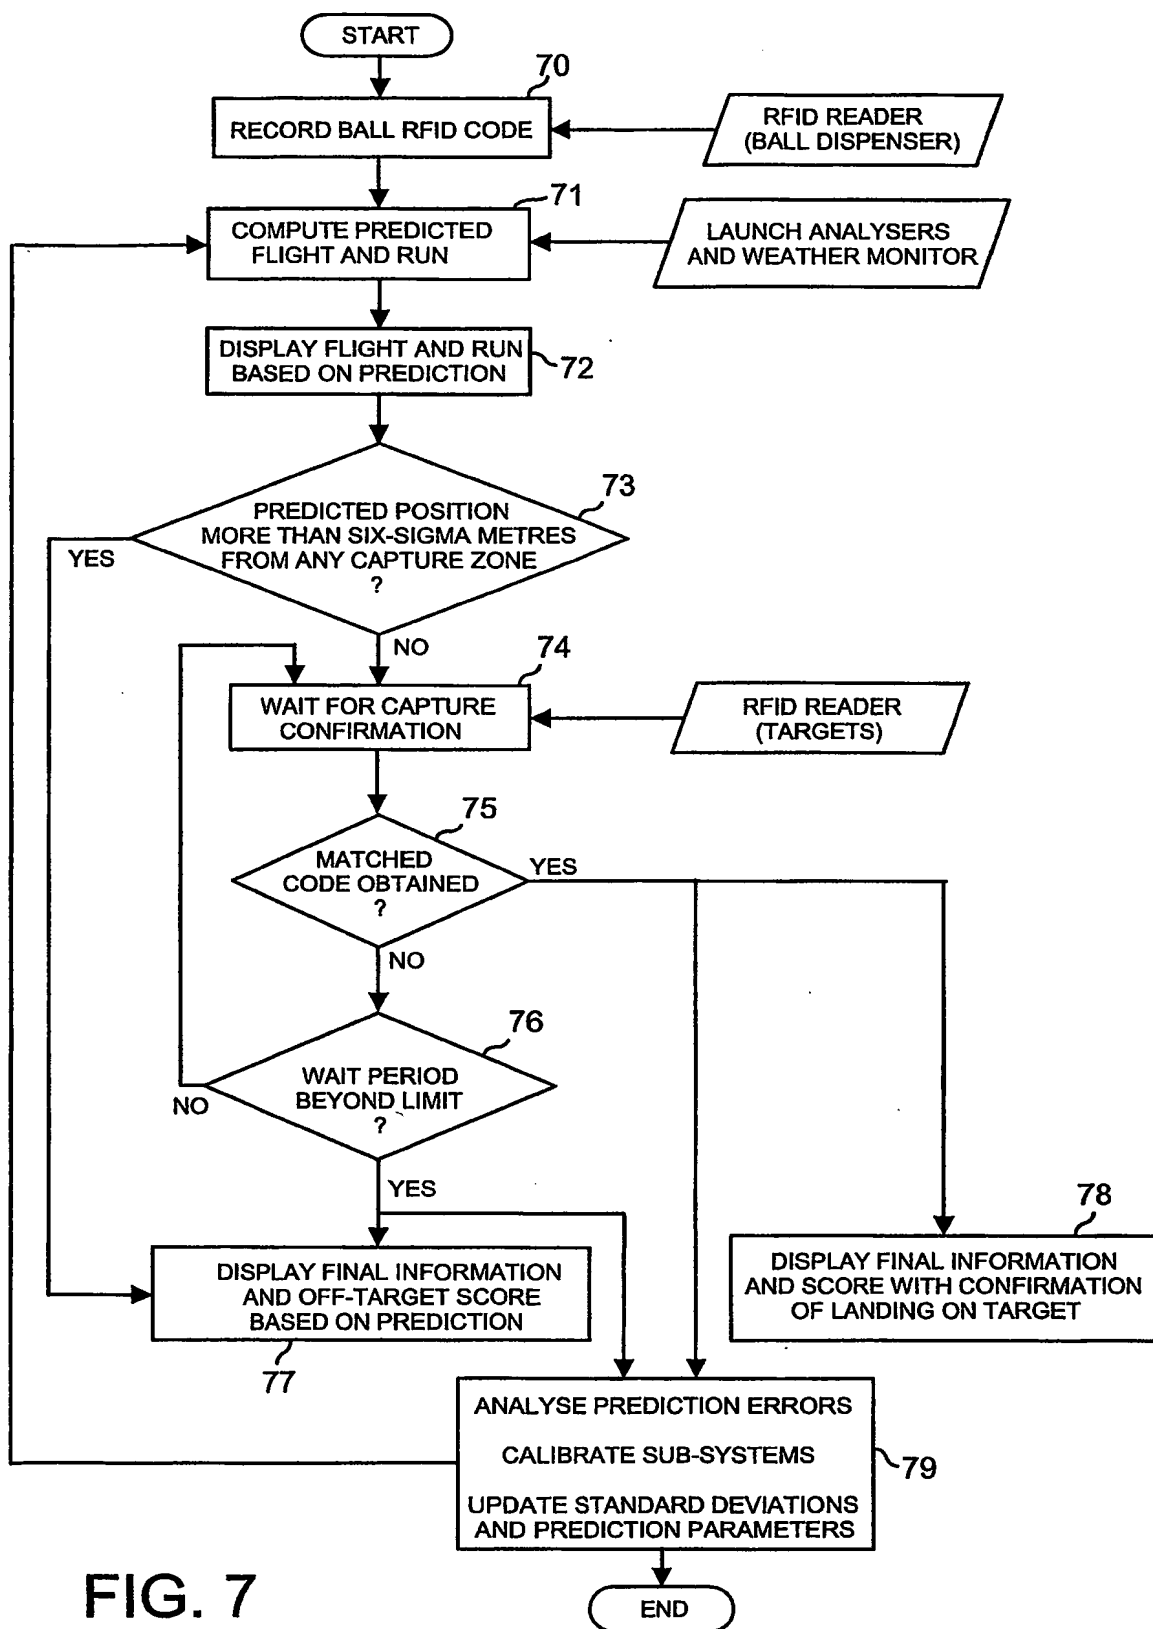 START
70
RECORD BALL RFID CODE
RFID READER
(BALL DISPENSER)
71
COMPUTE PREDICTED
FLIGHT AND RUN
LAUNCH ANALYSERS
AND WEATHER MONITOR
DISPLAY FLIGHT AND RUN
BASED ON PREDICTION
72
73
PREDICTED POSITION
MORE THAN SIX-SIGMA METRES
FROM ANY CAPTURE ZONE
?
YES
NO
74
WAIT FOR CAPTURE
CONFIRMATION
RFID READER
(TARGETS)
75
MATCHED
CODE OBTAINED
?
YES
NO
76
WAIT PERIOD
BEYOND LIMIT
?
NO
YES
78
DISPLAY FINAL INFORMATION
AND OFF-TARGET SCORE
BASED ON PREDICTION
77
DISPLAY FINAL INFORMATION
AND SCORE WITH CONFIRMATION
OF LANDING ON TARGET
ANALYSE PREDICTION ERRORS
CALIBRATE SUB-SYSTEMS
UPDATE STANDARD DEVIATIONS
AND PREDICTION PARAMETERS
79
END
FIG. 7